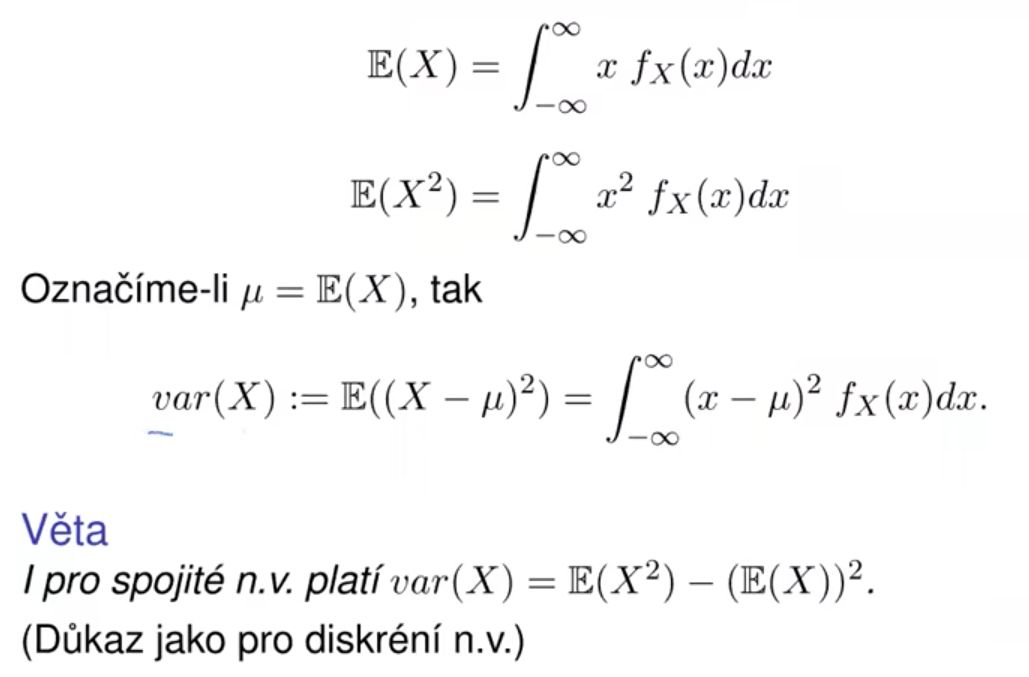 𝔼(X) = ∫_{-∞}^{∞} x f_X(x)dx
𝔼(X²) = ∫_{-∞}^{∞} x² f_X(x)dx
Označíme-li μ = 𝔼(X), tak
var(X) := 𝔼((X − μ)²) = ∫_{-∞}^{∞} (x − μ)² f_X(x)dx.
Věta
I pro spojité n.v. platí var(X) = 𝔼(X²) − (𝔼(X))².
(Důkaz jako pro diskréní n.v.)